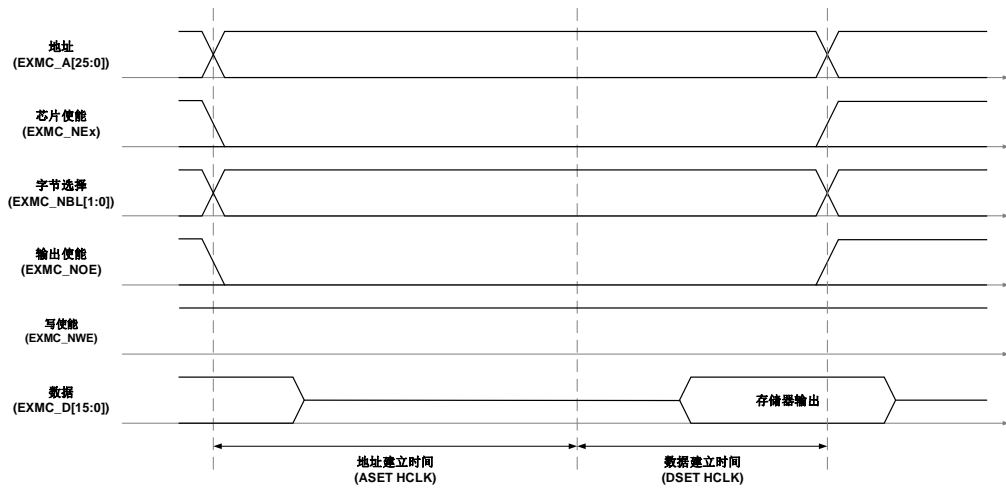 地址
(EXMC_A[25:0])
芯片使能
(EXMC_NEx)
字节选择
(EXMC_NBL[1:0])
输出使能
(EXMC_NOE)
写使能
(EXMC_NWE)
数据
(EXMC_D[15:0])
存储器输出
地址建立时间
(ASET HCLK)
数据建立时间
(DSET HCLK)